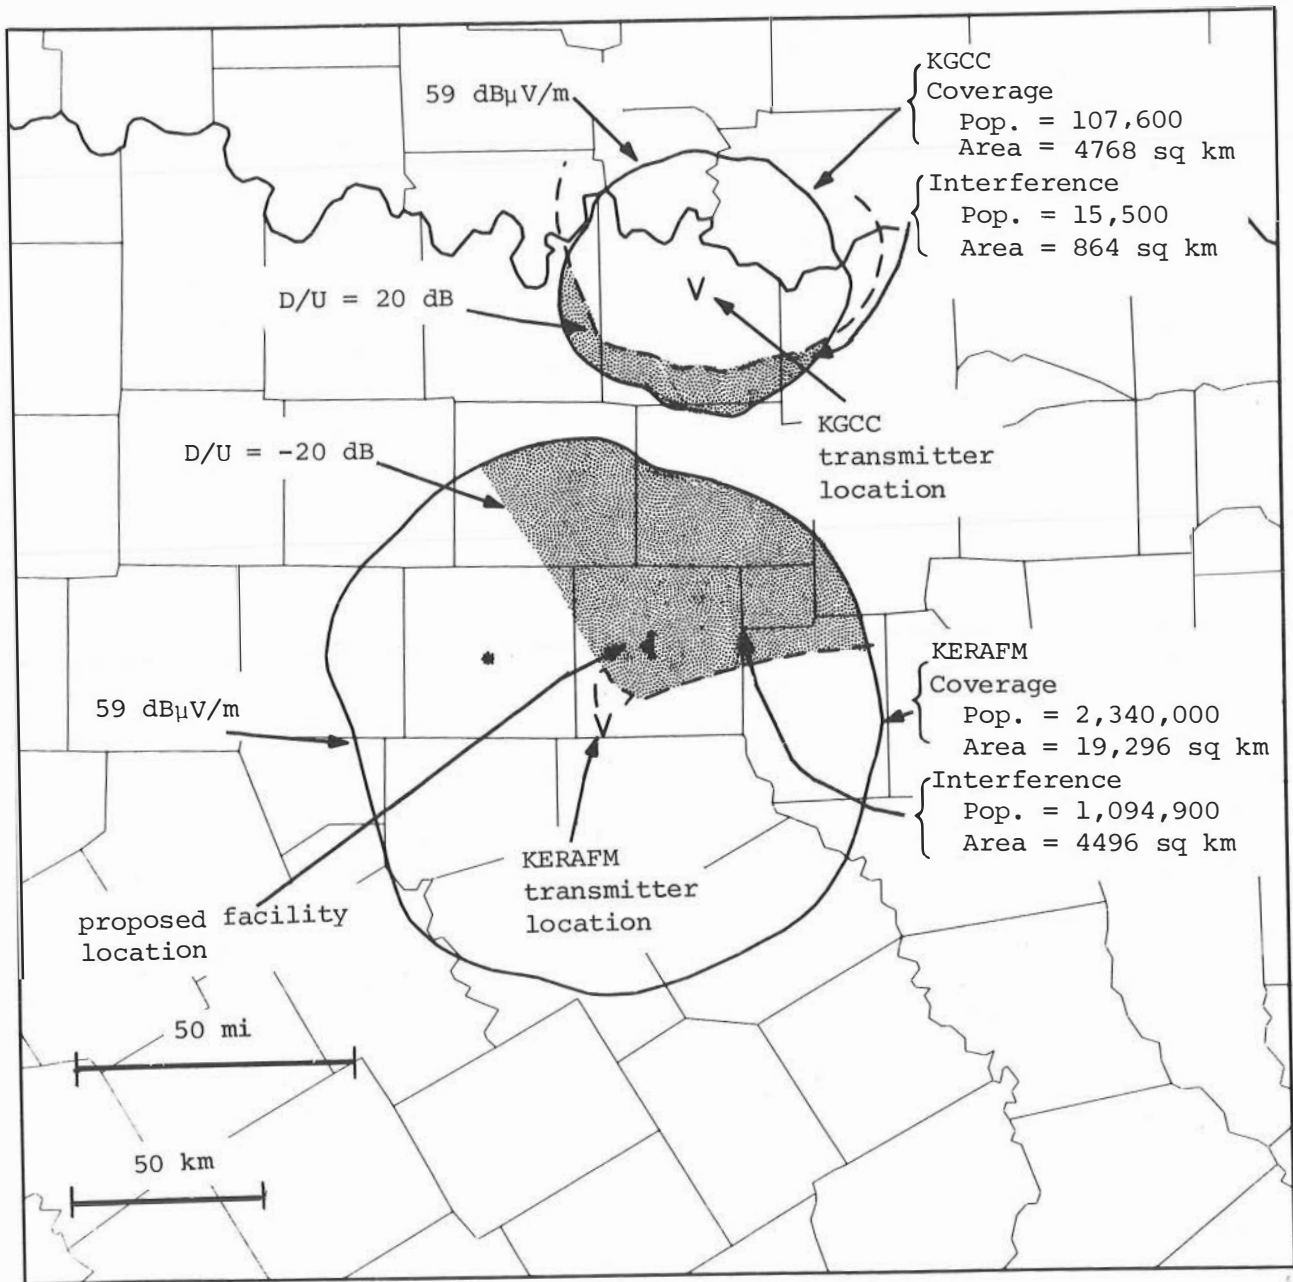 59 dBμV/m
KGCC
Coverage
Pop. = 107,600
Area = 4768 sq km
Interference
Pop. = 15,500
Area = 864 sq km
D/U = 20 dB
V
D/U = -20 dB
KGCC
transmitter
location
KERAFM
Coverage
Pop. = 2,340,000
Area = 19,296 sq km
Interference
Pop. = 1,094,900
Area = 4496 sq km
59 dBμV/m
V
KERAFM
transmitter
location
proposed facility
location
50 mi
50 km